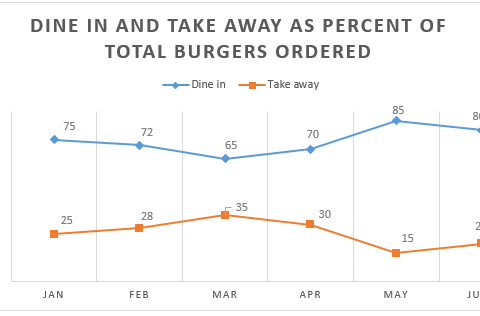 DINE IN AND TAKE AWAY AS PERCENT OF
TOTAL BURGERS ORDERED
Dine in Take away
75 72 65 70 85
25 28 35 30 15
JAN FEB MAR APR MAY